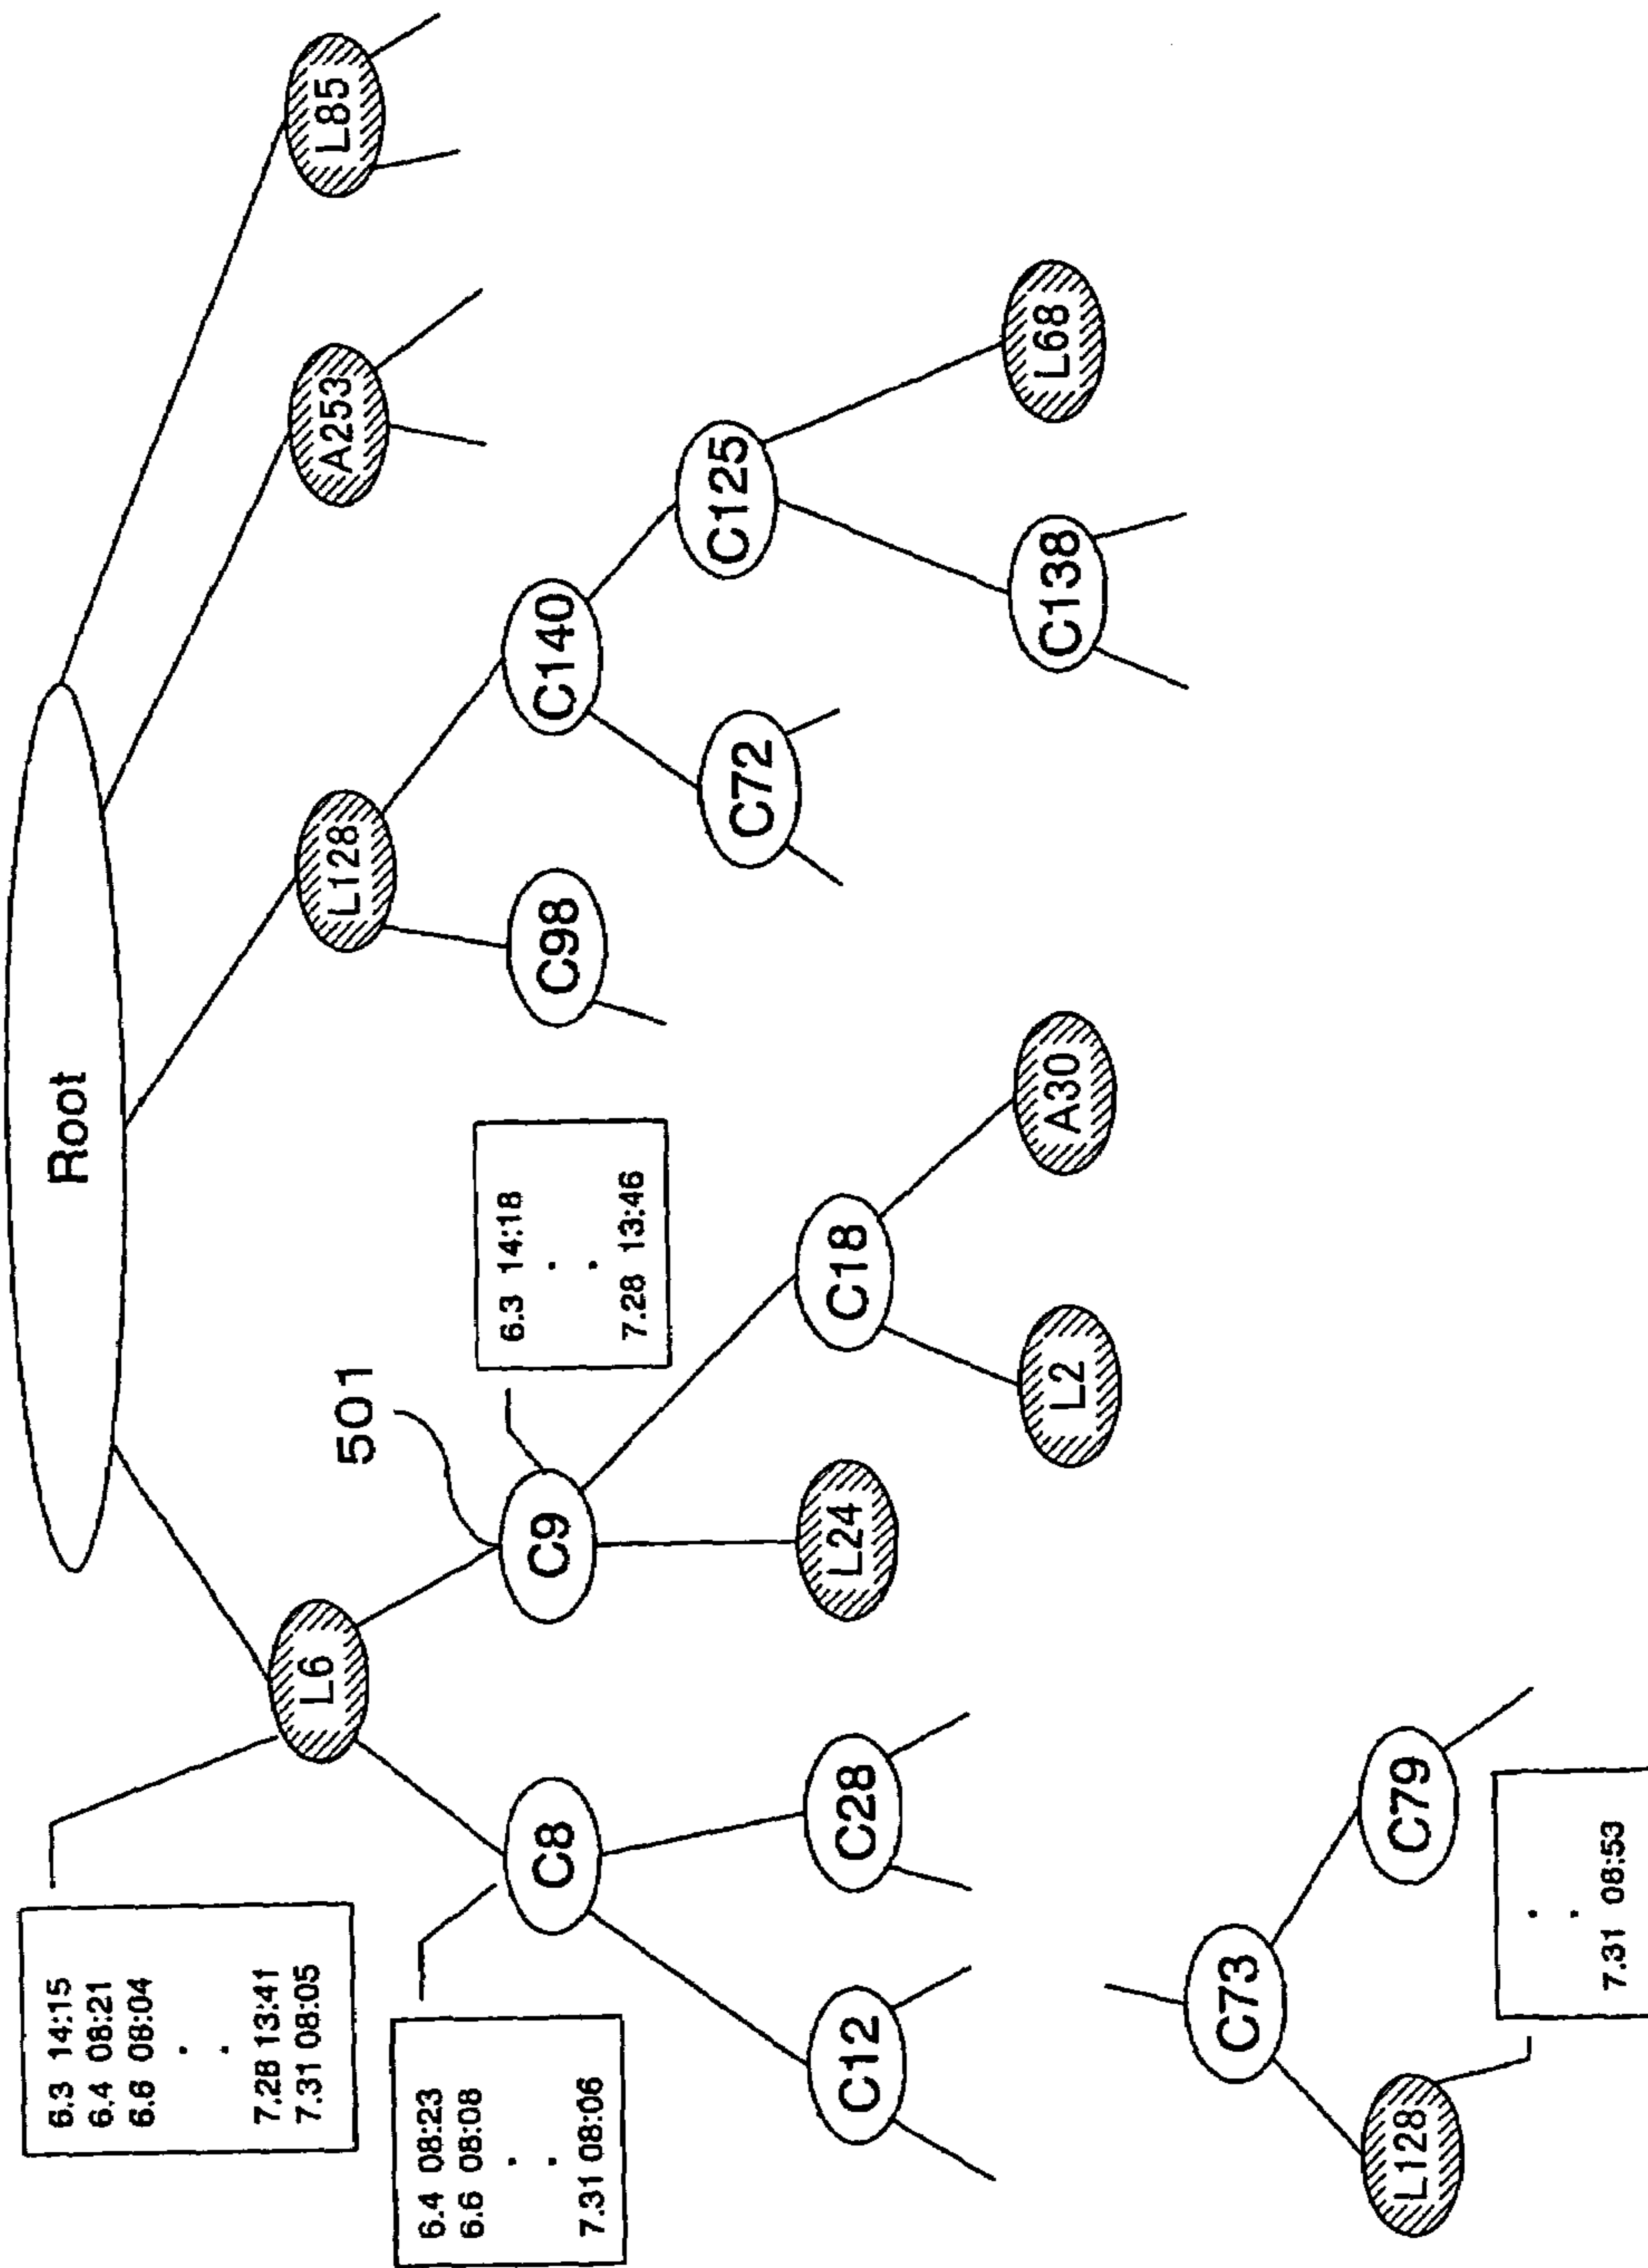 Root
6.3 14:15
6.4 08:21
6.6 08:04
.
.
7.28 13:41
7.31 08:05
L6
L128
A253
L85
501
6.4 08:23
6.6 08:08
.
.
7.31 08:06
6.3 14:18
.
.
7.28 13:46
C8
C9
C98
C140
C72
C125
C12
C28
L24
C18
L2
A30
C138
L68
C73
L128
C79
.
.
7.31 08:53